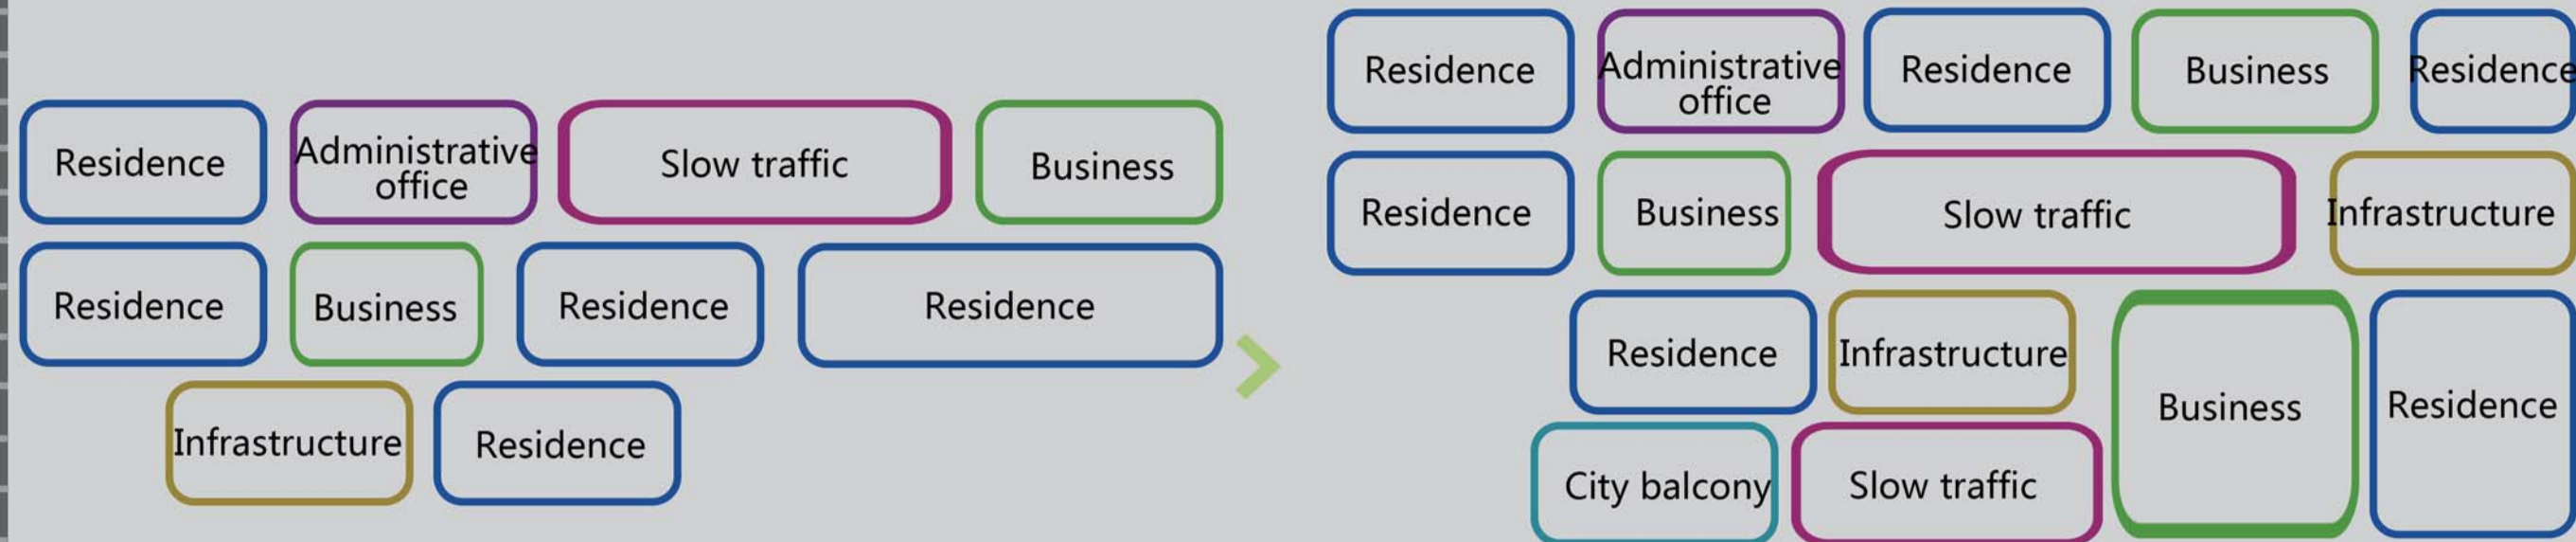 Residence
Administrative
office
Slow traffic
Business
Residence
Business
Residence
Residence
Infrastructure
Residence
Residence
Administrative
office
Residence
Business
Residence
Residence
Business
Slow traffic
Infrastructure
Residence
Infrastructure
Business
Residence
City balcony
Slow traffic